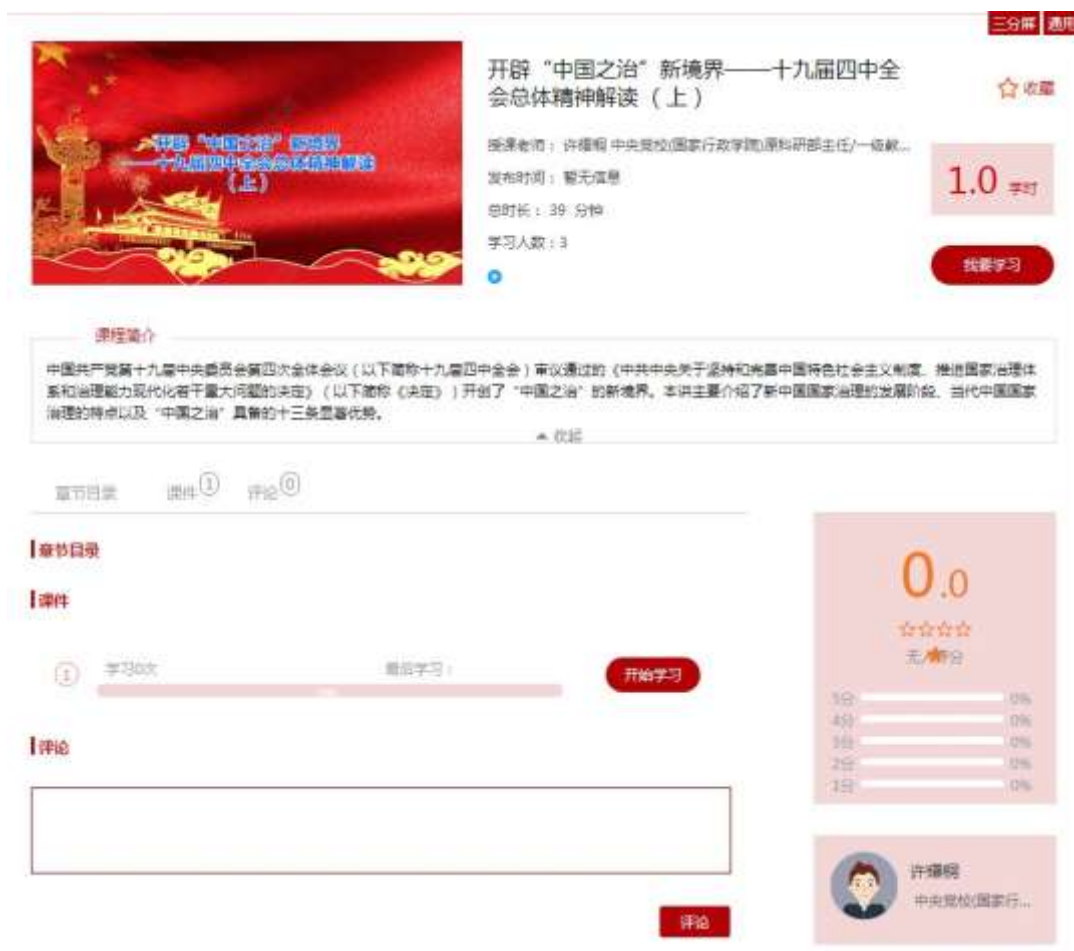 三分屏 通用
开辟“中国之治”新境界
——十九届四中全会总体精神解读
(上)
开辟“中国之治”新境界——十九届四中全
会总体精神解读(上)
收藏
授课老师: 许耀桐 中央党校(国家行政学院)原科研部主任/一级教...
发布时间: 暂无信息
总时长: 39 分钟
学习人数:3
1.0 学时
我要学习
课程简介
中国共产党第十九届中央委员会第四次全体会议(以下简称十九届四中全会)审议通过的《中共中央关于坚持和完善中国特色社会主义制度、推进国家治理体
系和治理能力现代化若干重大问题的决定》(以下简称《决定》)开创了“中国之治”的新境界。本讲主要介绍了新中国国家治理的发展阶段、当代中国国家
治理的特点以及“中国之治”具备的十三条显著优势。
收起
章节目录 课件 1 评论 0
章节目录
课件
1 学习0次 最后学习: 开始学习
评论
评论
0.0
无人评分
5分 0%
4分 0%
3分 0%
2分 0%
1分 0%
许耀桐
中央党校(国家行...